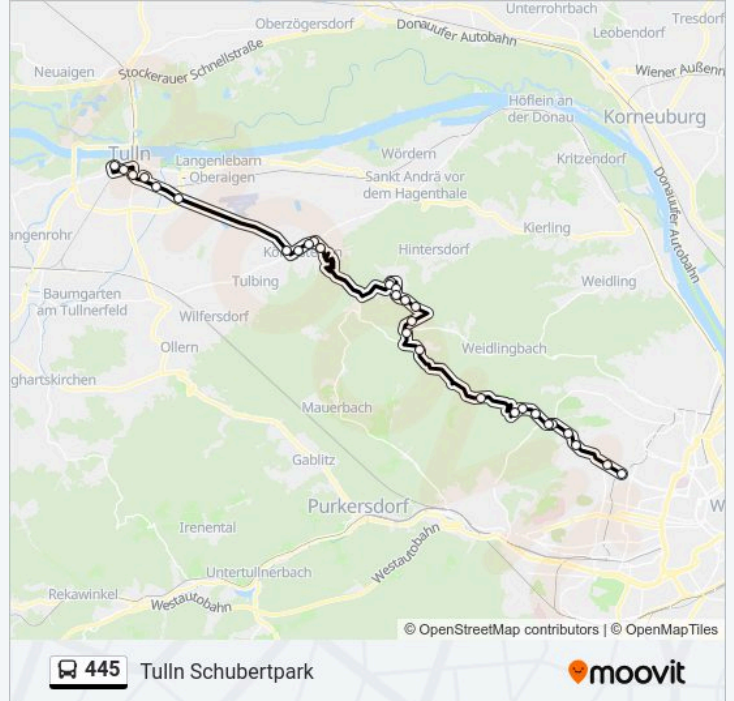 Unterrohrbach
Tresdorf
Oberzögersdorf
Donauufer Autobahn
Leobendorf
Neuaigen
Stockerauer Schnellstraße
Wiener Außenri
Höflein an
der Donau
Korneuburg
Tulln
Langenlebarn
- Oberaigen
Wördern
Kritzendorf
Sankt Andrä vor
dem Hagenthale
Donauufer Autobahn
angenrohr
Kierling
Hintersdorf
Tulbing
Weidling
Baumgarten
am Tullnerfeld
Wilfersdorf
Ollern
Weidlingbach
ghartskirchen
Mauerbach
Gablitz
Purkersdorf
W
Irenental
Westautobahn
Untertullnerbach
Rekawinkel
Westautobahn
© OpenStreetMap contributors | © OpenMapTiles
445 Tulln Schubertpark
moovit